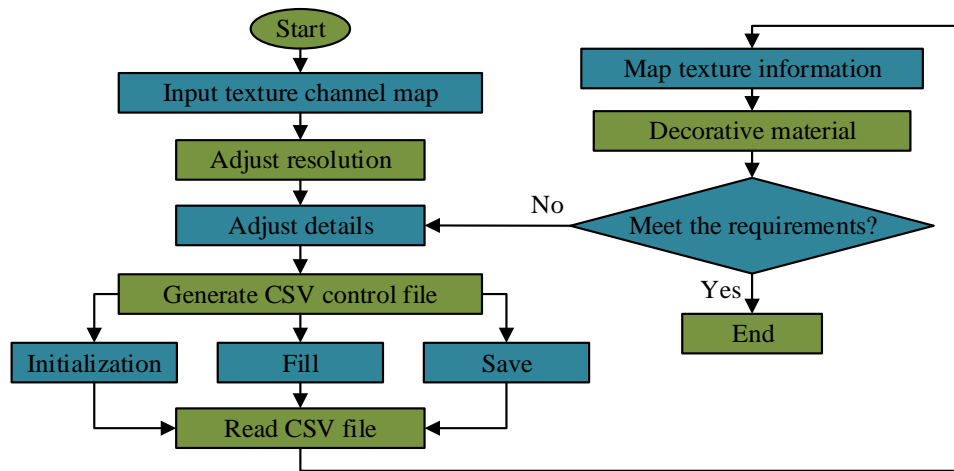 Start
Input texture channel map
Adjust resolution
Adjust details
Generate CSV control file
Initialization
Fill
Save
Read CSV file
Map texture information
Decorative material
Meet the requirements?
No
Yes
End